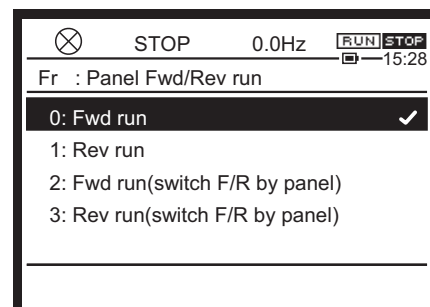 STOP 0.0Hz RUN STOP
15:28
Fr : Panel Fwd/Rev run
0: Fwd run
1: Rev run
2: Fwd run(switch F/R by panel)
3: Rev run(switch F/R by panel)